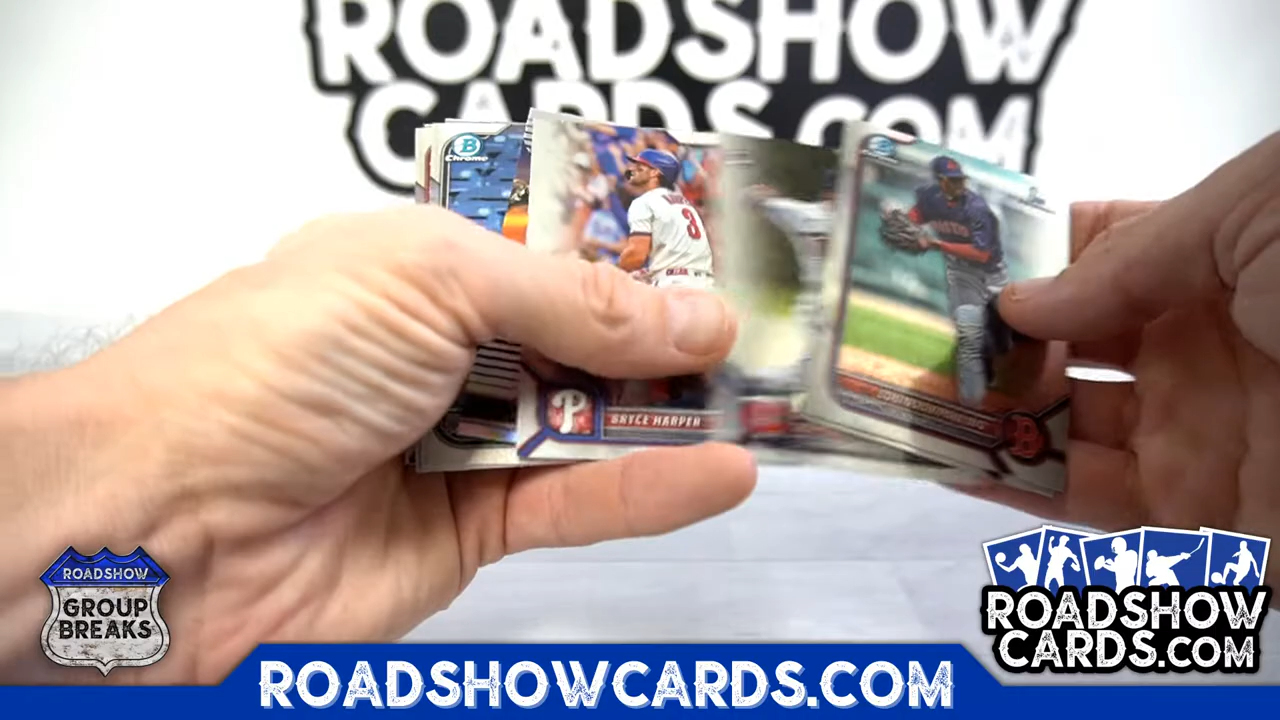 ROADSHOW
CARDS.COM
B
Chrome
3
P
BRYCE HARPER
B
ROADSHOW
GROUP
BREAKS
ROADSHOW
CARDS.COM
ROADSHOWCARDS.COM